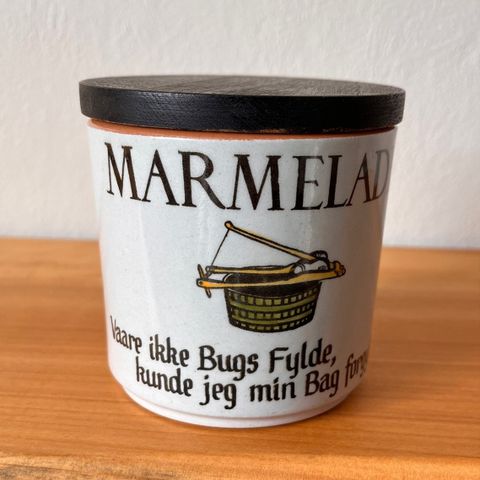 MARMELAD
Vaare ikke Bugs Fylde,
kunde jeg min Bag